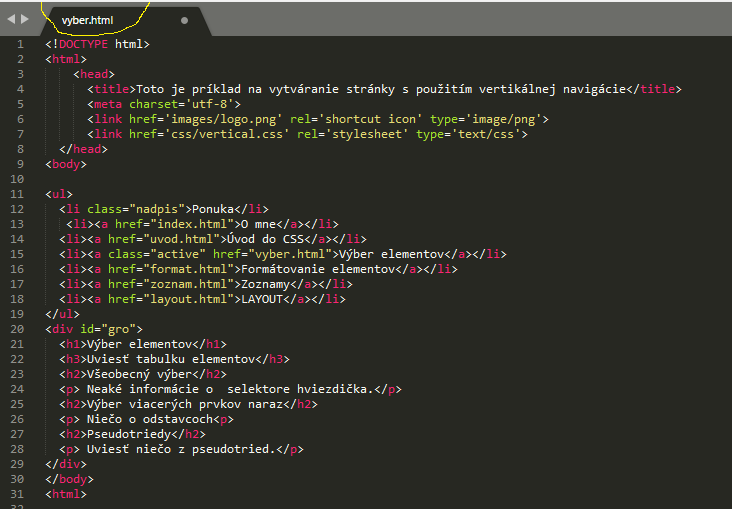 vyber.html
1 <!DOCTYPE html>
2 <html>
3 <head>
4 <title>Toto je príklad na vytváranie stránky s použitím vertikálnej navigácie</title>
5 <meta charset='utf-8'>
6 <link href='images/logo.png' rel='shortcut icon' type='image/png'>
7 <link href='css/vertical.css' rel='stylesheet' type='text/css'>
8 </head>
9 <body>
10
11 <ul>
12 <li class="nadpis">Ponuka</li>
13 <li><a href="index.html">O mne</a></li>
14 <li><a href="uvod.html">Úvod do CSS</a></li>
15 <li><a class="active" href="vyber.html">Výber elementov</a></li>
16 <li><a href="format.html">Formátovanie elementov</a></li>
17 <li><a href="zoznam.html">Zoznamy</a></li>
18 <li><a href="layout.html">LAYOUT</a></li>
19 </ul>
20 <div id="gro">
21 <h1>Výber elementov</h1>
22 <h3>Uviesť tabulku elementov</h3>
23 <h2>Všeobecný výber</h2>
24 <p> Neaké informácie o  selektore hviezdička.</p>
25 <h2>Výber viacerých prvkov naraz</h2>
26 <p> Niečo o odstavcoch<p>
27 <h2>Pseudotriedy</h2>
28 <p> Uviesť niečo z pseudotried.</p>
29 </div>
30 </body>
31 <html>
32